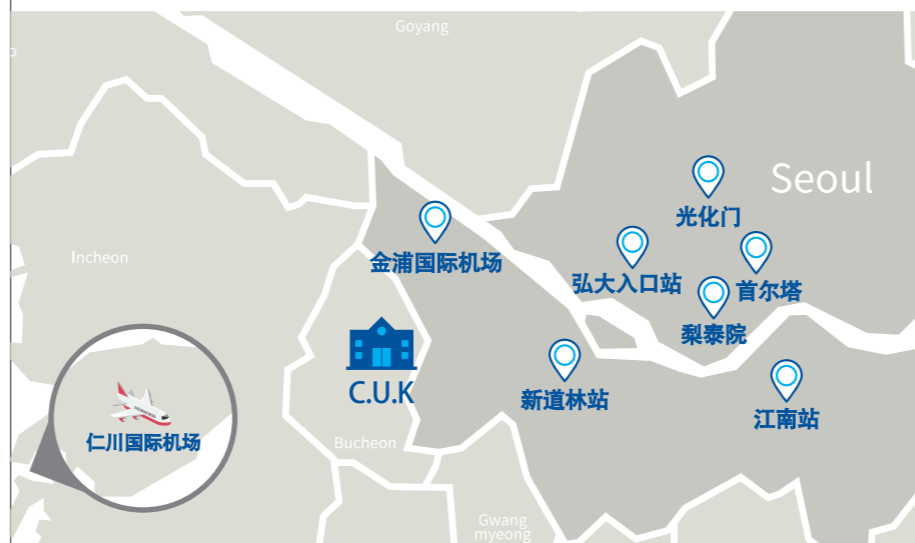 Goyang
Seoul
光化门
金浦国际机场
Incheon
弘大入口站
首尔塔
梨泰院
C.U.K
新道林站
江南站
仁川国际机场
Bucheon
Gwang
myeong